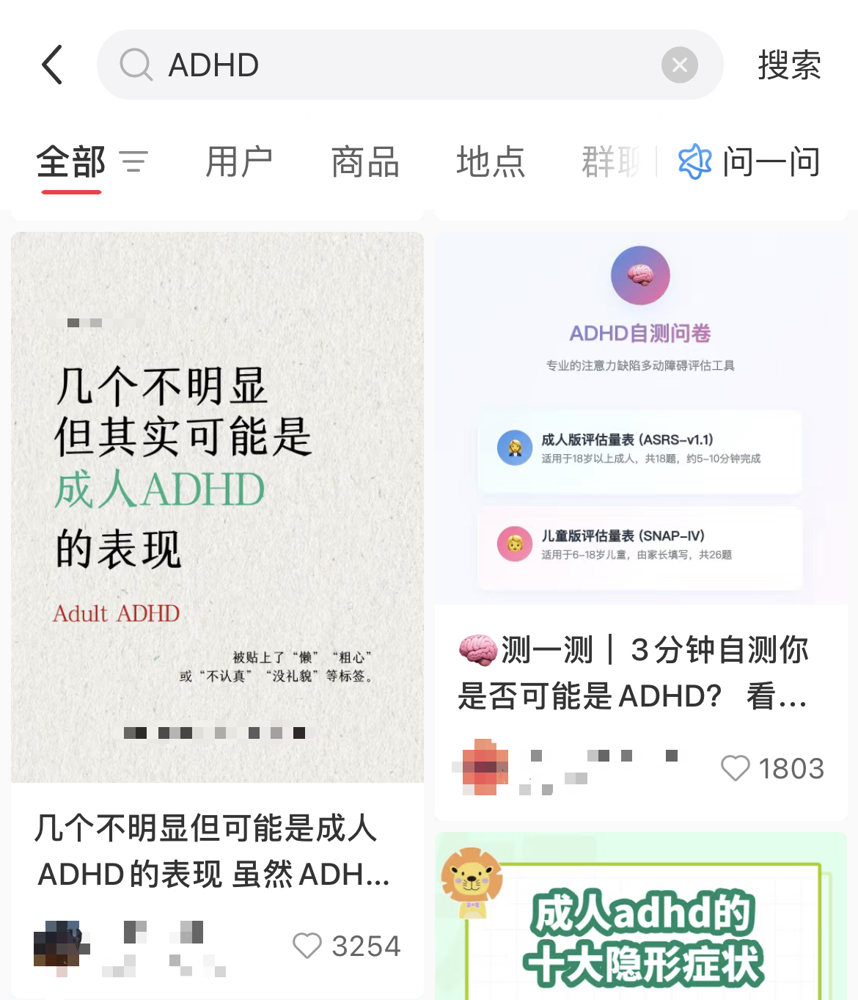 ADHD
搜索
全部
用户
商品
地点
群聊
问一问
几个不明显
但其实可能是
成人ADHD
的表现
Adult ADHD
被贴上了“懒”“粗心”
或“不认真”“没礼貌”等标签。
几个不明显但可能是成人
ADHD的表现 虽然ADH...
3254
ADHD自测问卷
专业的注意力缺陷多动障碍评估工具
成人版评估量表 (ASRS-v1.1)
适用于18岁以上成人，共18题，约5-10分钟完成
儿童版评估量表 (SNAP-IV)
适用于6-18岁儿童，由家长填写，共26题
🧠测一测｜3分钟自测你
是否可能是ADHD？ 看...
1803
成人adhd的
十大隐形症状